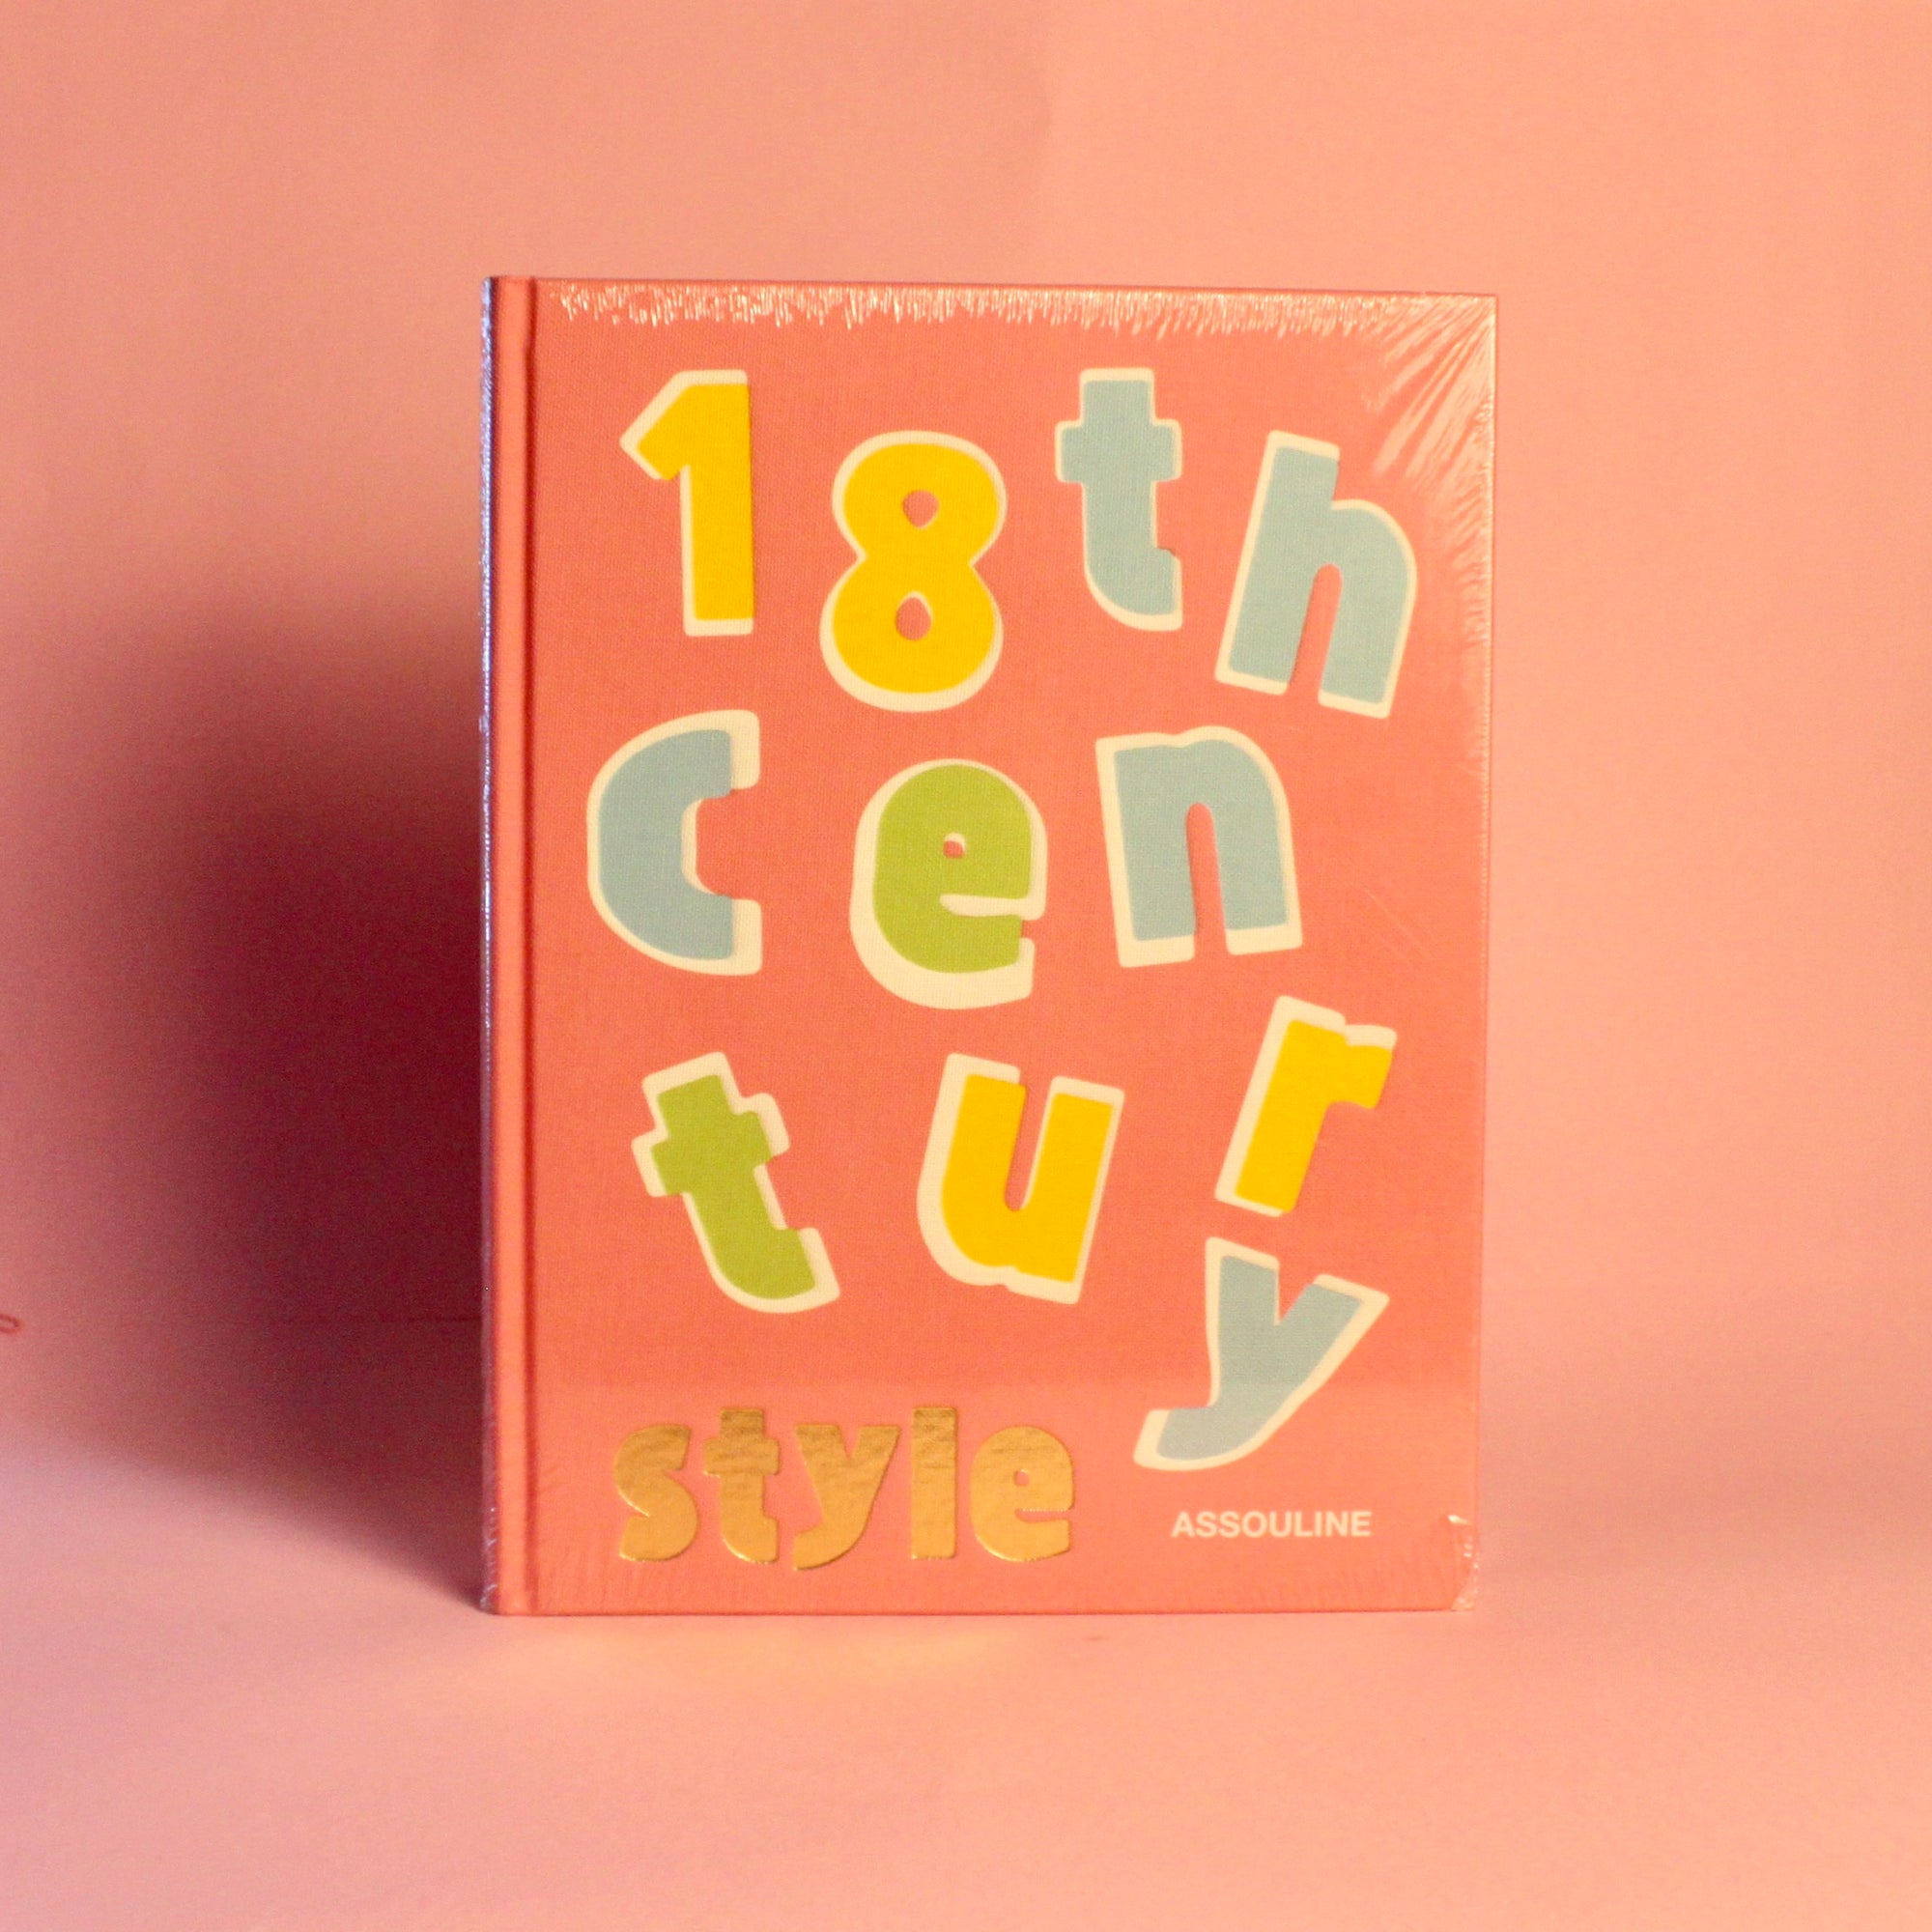 18th
cen
tury
style
ASSOULINE